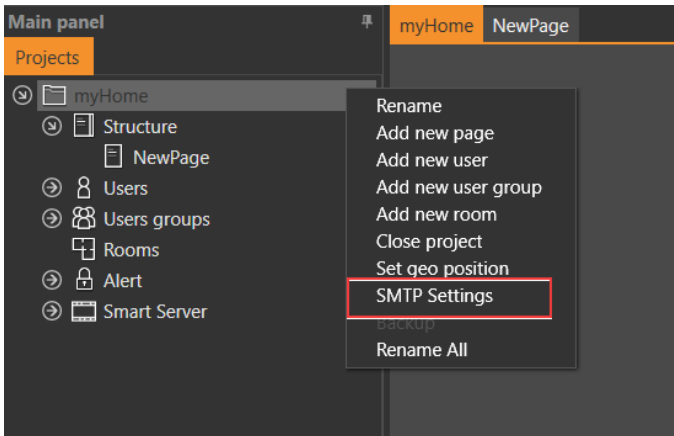 Main panel
Projects
myHome
Structure
NewPage
Users
Users groups
Rooms
Alert
Smart Server
myHome NewPage
Rename
Add new page
Add new user
Add new user group
Add new room
Close project
Set geo position
SMTP Settings
Backup
Rename All